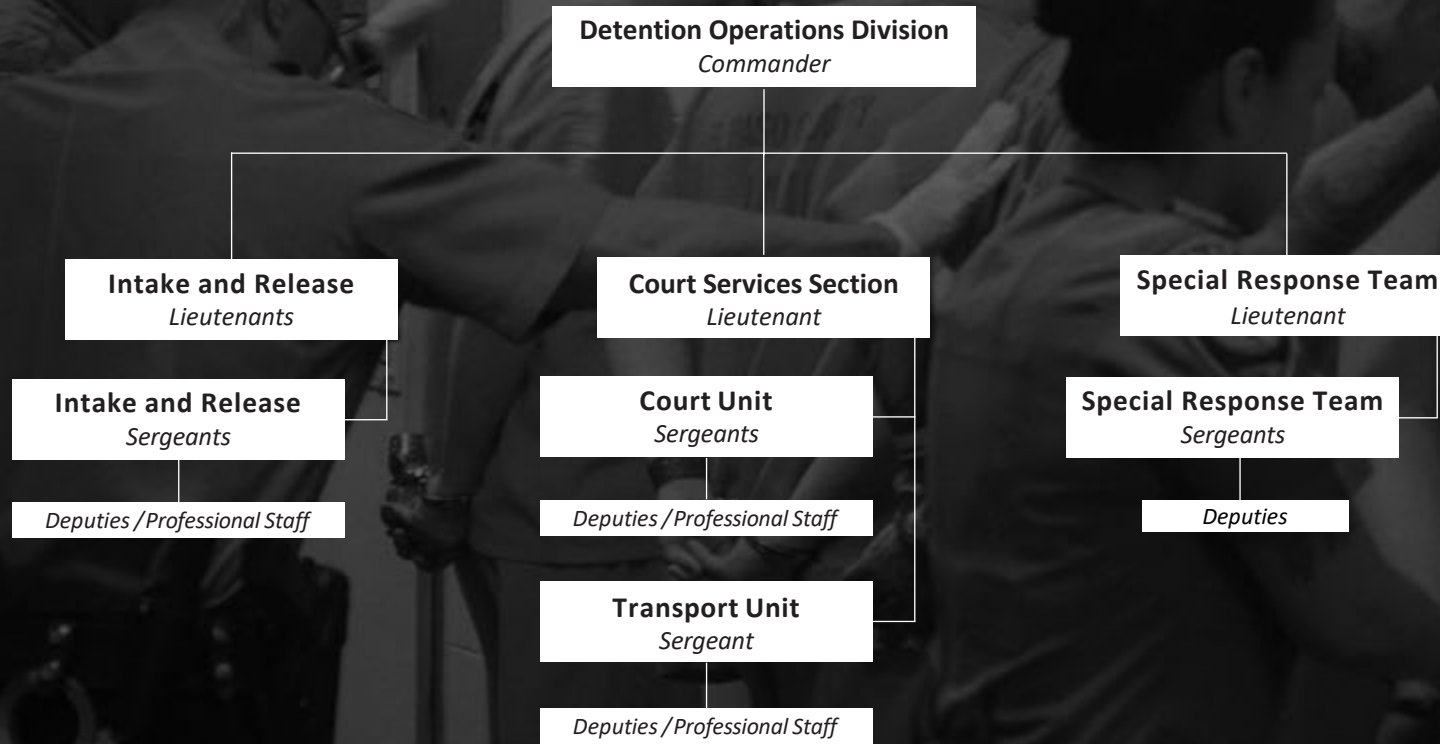 Detention Operations Division
Commander
Intake and Release
Lieutenants
Court Services Section
Lieutenant
Special Response Team
Lieutenant
Intake and Release
Sergeants
Court Unit
Sergeants
Special Response Team
Sergeants
Deputies / Professional Staff
Deputies / Professional Staff
Deputies
Transport Unit
Sergeant
Deputies / Professional Staff